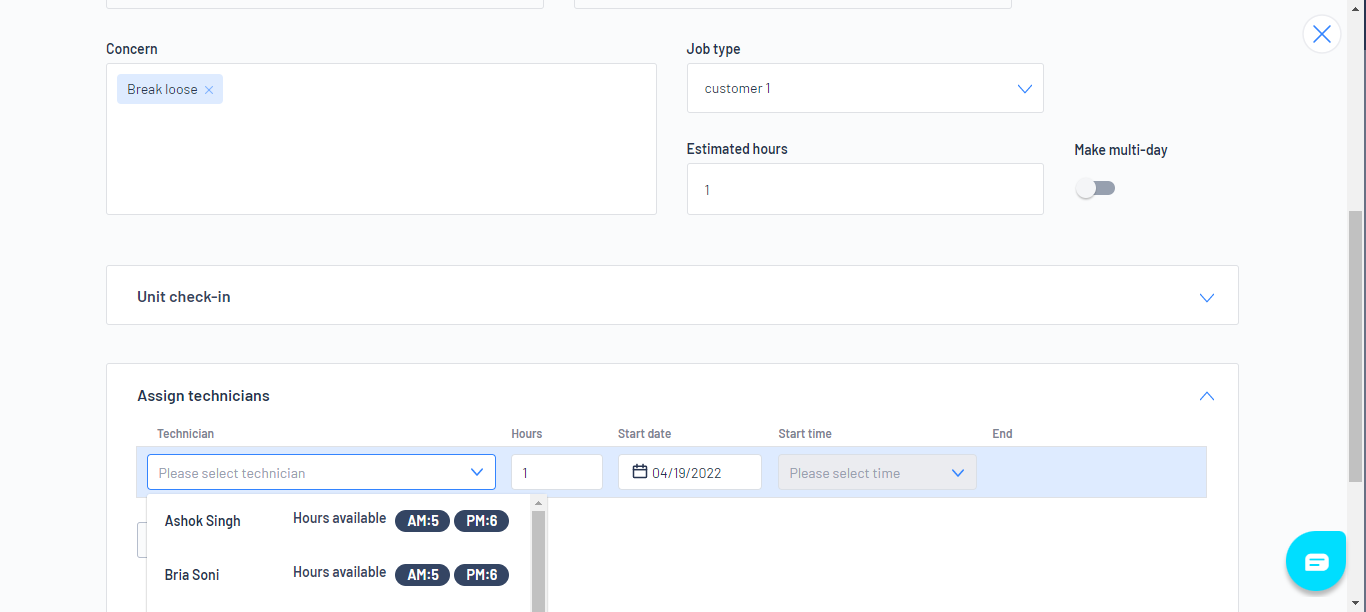 Concern
Job type
Break loose
customer 1
Estimated hours
Make multi-day
1
Unit check-in
Assign technicians
Technician Hours Start date Start time End
Please select technician 1 04/19/2022 Please select time
Ashok Singh Hours available AM:5 PM:6
Bria Soni Hours available AM:5 PM:6